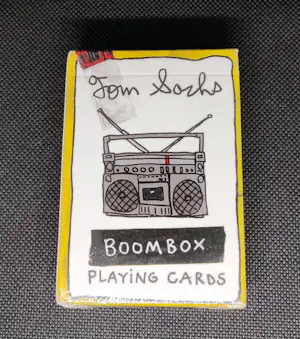 Tom Sachs
BOOMBOX
PLAYING CARDS